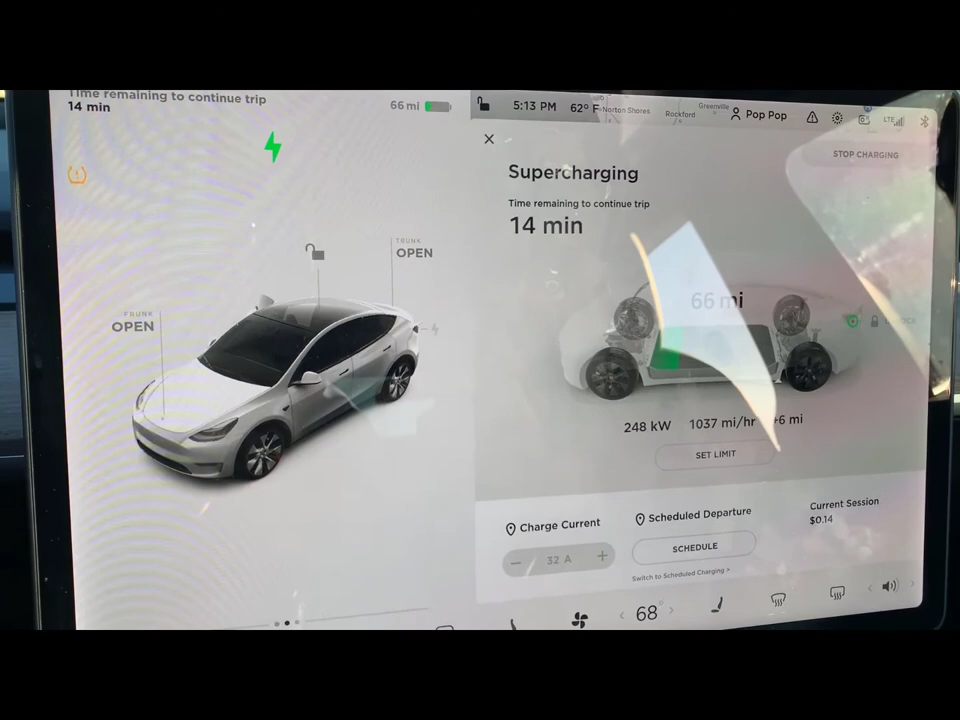 Time remaining to continue trip
14 min
66 mi
TRUNK
OPEN
FRUNK
OPEN
5:13 PM
62° F
Norton Shores
Rockford
Greenville
Pop Pop
LTE
STOP CHARGING
Supercharging
Time remaining to continue trip
14 min
66 mi
248 kW
1037 mi/hr
+6 mi
SET LIMIT
Charge Current
− 32 A +
Scheduled Departure
SCHEDULE
Switch to Scheduled Charging >
Current Session
$0.14
< 68° >